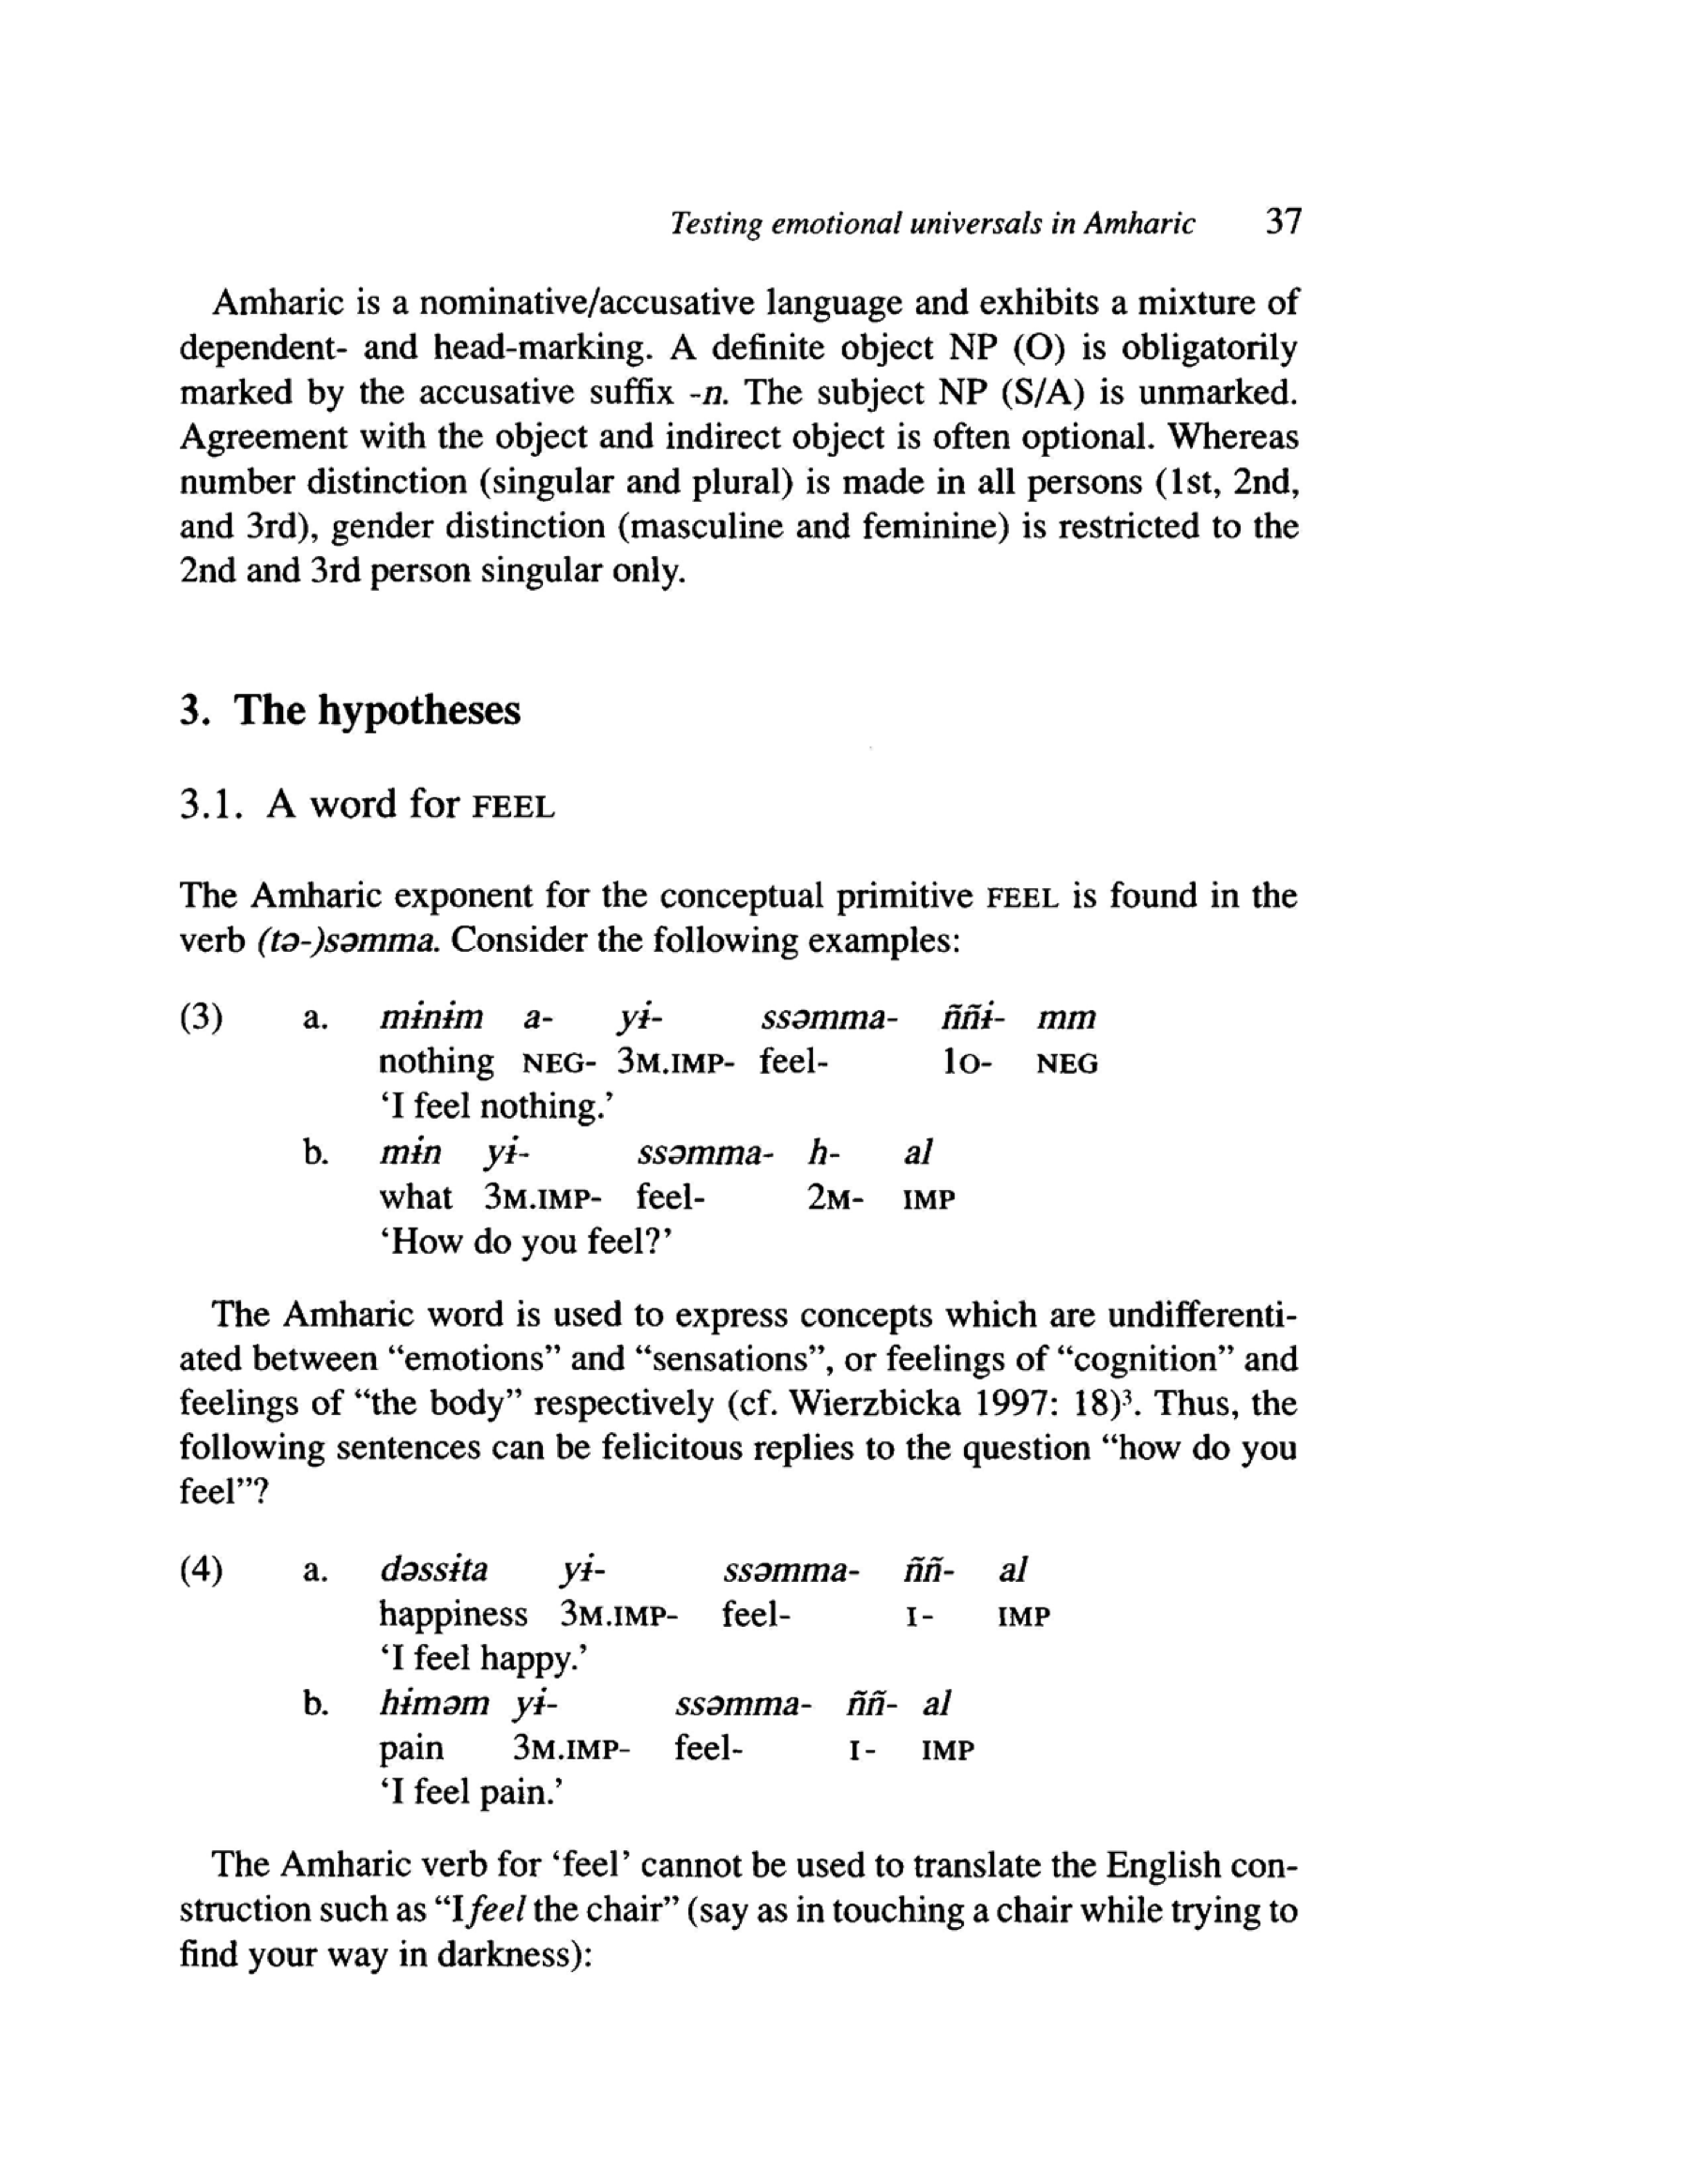 Testing emotional universals in Amharic 37
Amharic is a nominative/accusative language and exhibits a mixture of
dependent- and head-marking. A definite object NP (O) is obligatorily
marked by the accusative suffix -n. The subject NP (S/A) is unmarked.
Agreement with the object and indirect object is often optional. Whereas
number distinction (singular and plural) is made in all persons (1st, 2nd,
and 3rd), gender distinction (masculine and feminine) is restricted to the
2nd and 3rd person singular only.
3. The hypotheses
3.1. A word for FEEL
The Amharic exponent for the conceptual primitive FEEL is found in the
verb (tə-)səmma. Consider the following examples:
(3) a. mɨnɨm a- yɨ- ssəmma- ññɨ- mm
nothing NEG- 3M.IMP- feel- 1O- NEG
‘I feel nothing.’
b. mɨn yɨ- ssəmma- h- al
what 3M.IMP- feel- 2M- IMP
‘How do you feel?’
The Amharic word is used to express concepts which are undifferenti-
ated between “emotions” and “sensations”, or feelings of “cognition” and
feelings of “the body” respectively (cf. Wierzbicka 1997: 18)³. Thus, the
following sentences can be felicitous replies to the question “how do you
feel”?
(4) a. dəssɨta yɨ- ssəmma- ññ- al
happiness 3M.IMP- feel- I- IMP
‘I feel happy.’
b. hɨməm yɨ- ssəmma- ññ- al
pain 3M.IMP- feel- I- IMP
‘I feel pain.’
The Amharic verb for ‘feel’ cannot be used to translate the English con-
struction such as “I feel the chair” (say as in touching a chair while trying to
find your way in darkness):